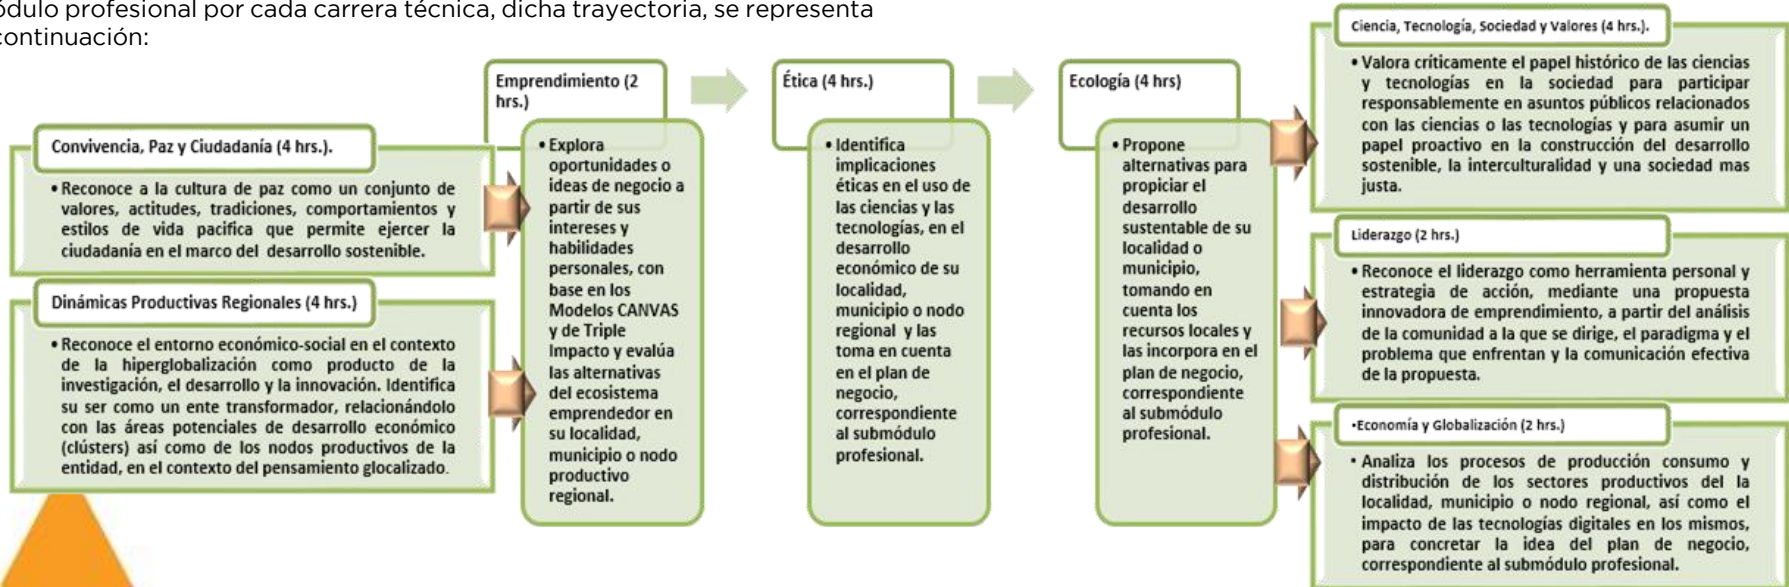 ódulo profesional por cada carrera técnica, dicha trayectoria, se representa
continuación:
Convivencia, Paz y Ciudadanía (4 hrs.).
• Reconoce a la cultura de paz como un conjunto de
valores, actitudes, tradiciones, comportamientos y
estilos de vida pacifica que permite ejercer la
ciudadanía en el marco del desarrollo sostenible.
Dinámicas Productivas Regionales (4 hrs.)
• Reconoce el entorno económico-social en el contexto
de la hiperglobalización como producto de la
investigación, el desarrollo y la innovación. Identifica
su ser como un ente transformador, relacionándolo
con las áreas potenciales de desarrollo económico
(clústers) así como de los nodos productivos de la
entidad, en el contexto del pensamiento glocalizado.
Emprendimiento (2
hrs.)
• Explora
oportunidades o
ideas de negocio a
partir de sus
intereses y
habilidades
personales, con
base en los
Modelos CANVAS
y de Triple
Impacto y evalúa
las alternativas
del ecosistema
emprendedor en
su localidad,
municipio o nodo
productivo
regional.
Ética (4 hrs.)
• Identifica
implicaciones
éticas en el uso de
las ciencias y las
tecnologías, en el
desarrollo
económico de su
localidad,
municipio o nodo
regional y las
toma en cuenta
en el plan de
negocio,
correspondiente
al submódulo
profesional.
Ecología (4 hrs)
• Propone
alternativas para
propiciar el
desarrollo
sustentable de su
localidad o
municipio,
tomando en
cuenta los
recursos locales y
las incorpora en el
plan de negocio,
correspondiente
al submódulo
profesional.
Ciencia, Tecnología, Sociedad y Valores (4 hrs.).
• Valora críticamente el papel histórico de las ciencias
y tecnologías en la sociedad para participar
responsablemente en asuntos públicos relacionados
con las ciencias o las tecnologías y para asumir un
papel proactivo en la construcción del desarrollo
sostenible, la interculturalidad y una sociedad mas
justa.
Liderazgo (2 hrs.)
• Reconoce el liderazgo como herramienta personal y
estrategia de acción, mediante una propuesta
innovadora de emprendimiento, a partir del análisis
de la comunidad a la que se dirige, el paradigma y el
problema que enfrentan y la comunicación efectiva
de la propuesta.
•Economía y Globalización (2 hrs.)
• Analiza los procesos de producción consumo y
distribución de los sectores productivos del la
localidad, municipio o nodo regional, así como el
impacto de las tecnologías digitales en los mismos,
para concretar la idea del plan de negocio,
correspondiente al submódulo profesional.